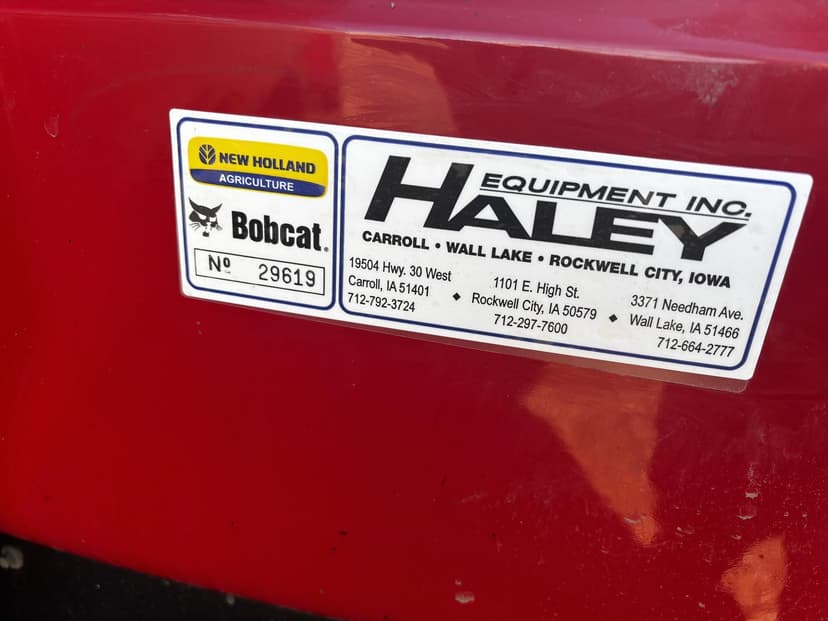 NEW HOLLAND
AGRICULTURE
Bobcat®
Nº 29619
HALEY
EQUIPMENT INC.
CARROLL • WALL LAKE • ROCKWELL CITY, IOWA
19504 Hwy. 30 West
Carroll, IA 51401
712-792-3724
◆
1101 E. High St.
Rockwell City, IA 50579
712-297-7600
◆
3371 Needham Ave.
Wall Lake, IA 51466
712-664-2777